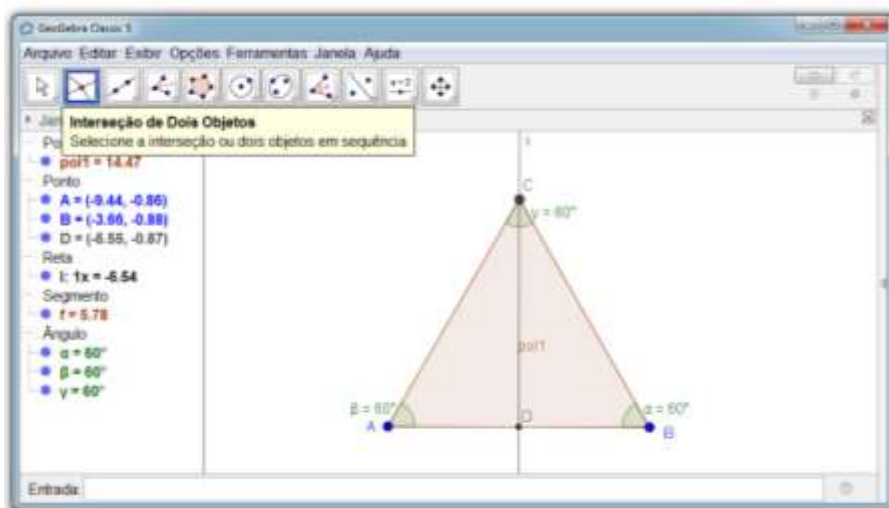 GeoGebra Classic 5
Arquivo Editar Exibir Opções Ferramentas Janela Ajuda
Interseção de Dois Objetos
Selecione a interseção ou dois objetos em sequência
pol1 = 14.47
Ponto
A = (-9.44, -0.86)
B = (-3.66, -0.88)
D = (-6.55, -0.87)
Reta
l: 1x = -6.54
Segmento
f = 5.78
Ângulo
α = 60°
β = 60°
γ = 60°
C
γ = 60°
pol1
β = 60°
D
α = 60°
A
B
Entrada: